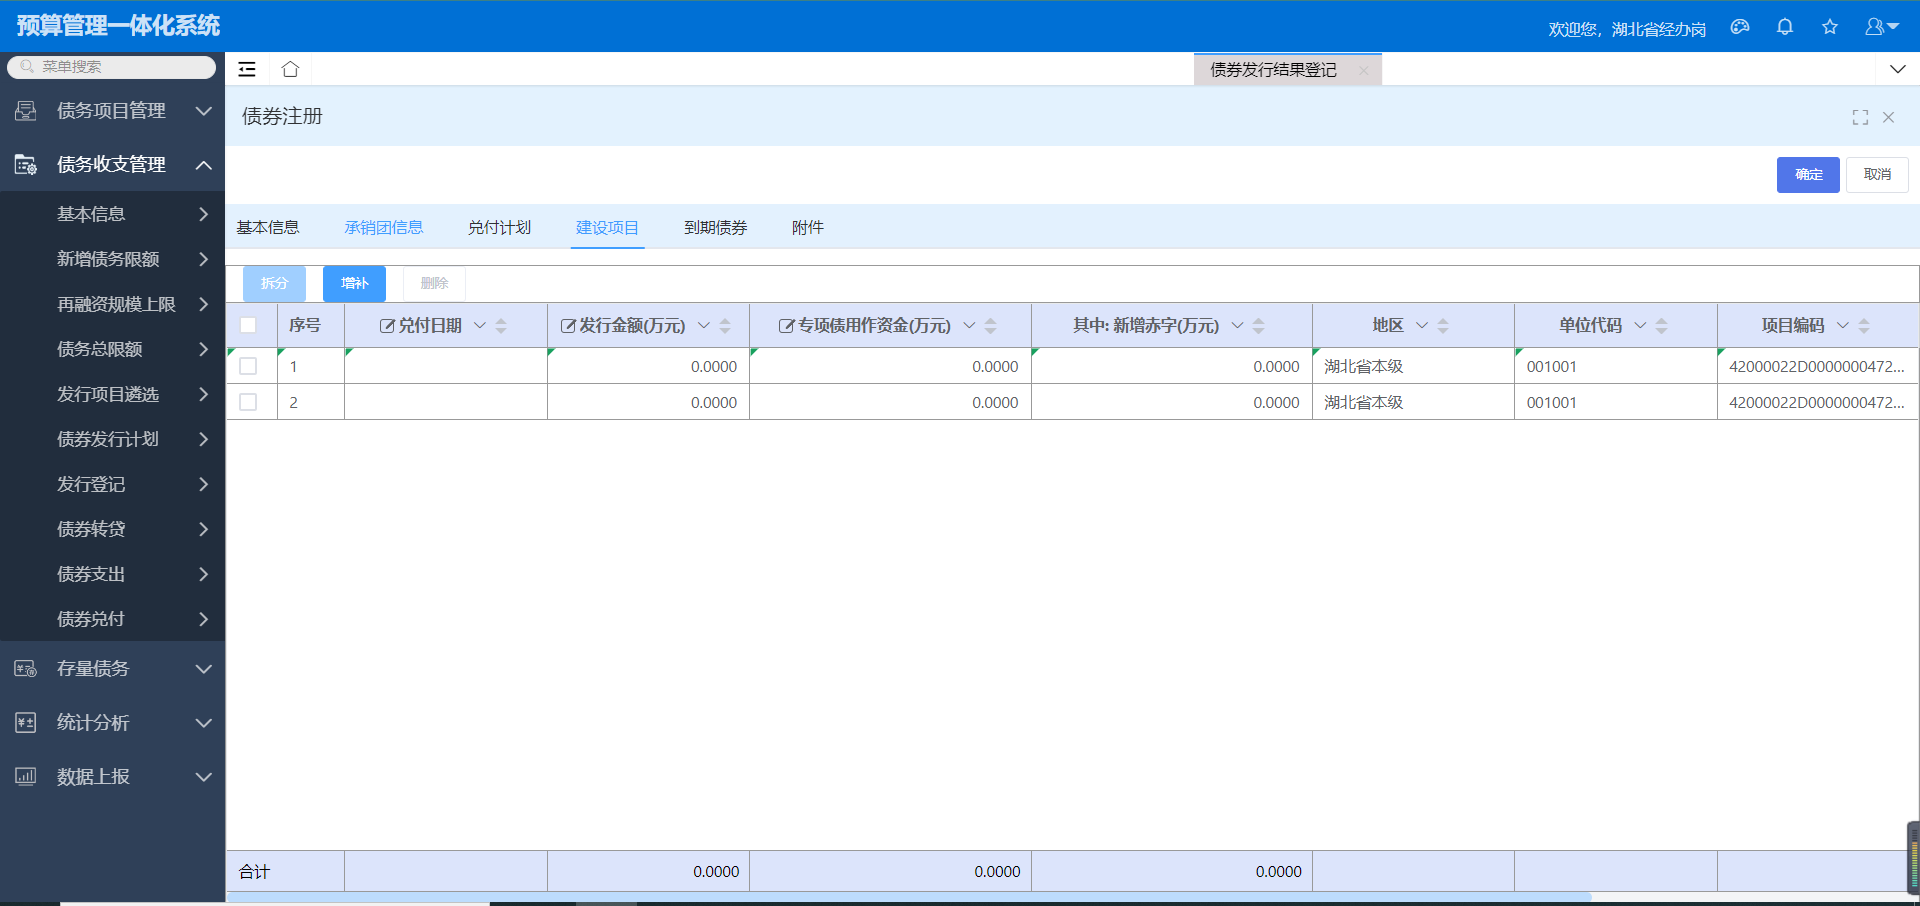 预算管理一体化系统
欢迎您，湖北省经办岗
菜单搜索
债券发行结果登记
债务项目管理
债务收支管理
基本信息
新增债务限额
再融资规模上限
债务总限额
发行项目遴选
债券发行计划
发行登记
债券转贷
债券支出
债券兑付
存量债务
统计分析
数据上报
债券注册
确定 取消
基本信息 承销团信息 兑付计划 建设项目 到期债券 附件
拆分 增补 删除
序号 兑付日期 发行金额(万元) 专项债用作资金(万元) 其中: 新增赤字(万元) 地区 单位代码 项目编码
1 0.0000 0.0000 0.0000 湖北省本级 001001 42000022D0000000472...
2 0.0000 0.0000 0.0000 湖北省本级 001001 42000022D0000000472...
合计 0.0000 0.0000 0.0000